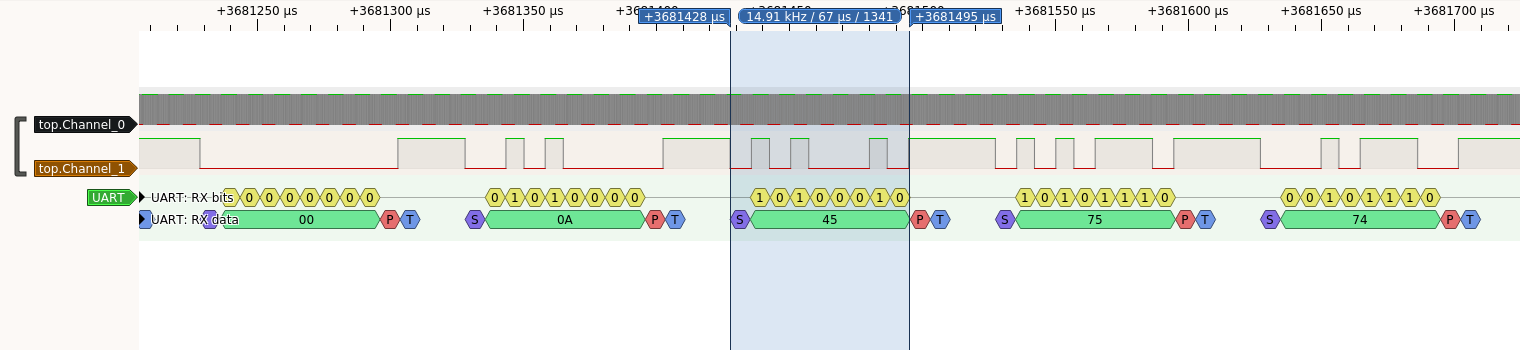 +3681250 µs +3681300 µs +3681350 µs +3681400 +3681450 +3681500 +3681550 µs +3681600 µs +3681650 µs +3681700 µs
+3681428 µs 14.91 kHz / 67 µs / 1341 +3681495 µs
top.Channel_0
top.Channel_1
UART UART: RX bits 0 0 0 0 0 0 0 0 1 0 1 0 0 0 0 1 0 1 0 0 0 1 0 1 0 1 0 1 1 1 0 0 0 1 0 1 1 1 0
UART: RX data 00 P T S 0A P T S 45 P T S 75 P T S 74 P T